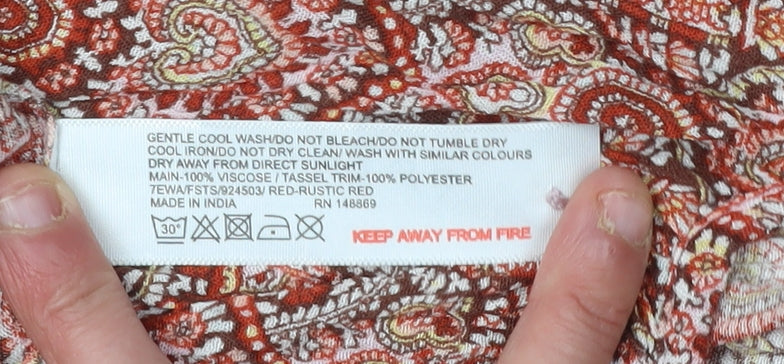 GENTLE COOL WASH/DO NOT BLEACH/DO NOT TUMBLE DRY
COOL IRON/DO NOT DRY CLEAN/ WASH WITH SIMILAR COLOURS
DRY AWAY FROM DIRECT SUNLIGHT
MAIN-100% VISCOSE / TASSEL TRIM-100% POLYESTER
7EWA/FSTS/924503/ RED-RUSTIC RED
MADE IN INDIA RN 148869
30° KEEP AWAY FROM FIRE